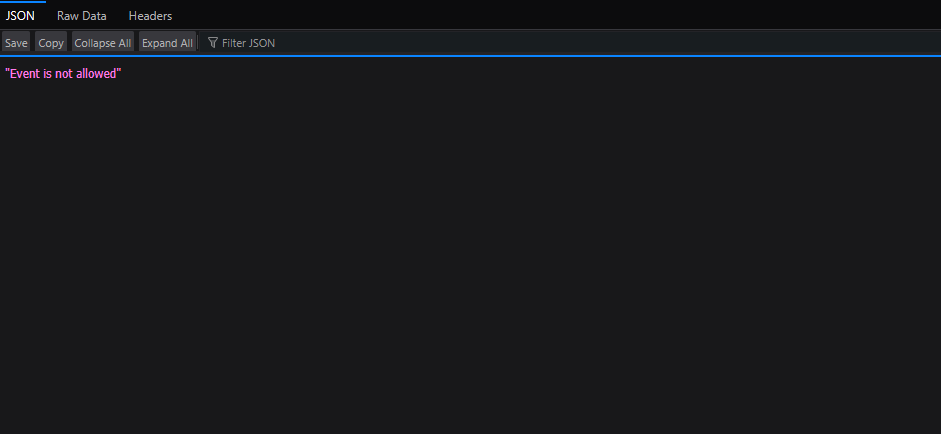 JSON Raw Data Headers
Save Copy Collapse All Expand All Filter JSON
"Event is not allowed"